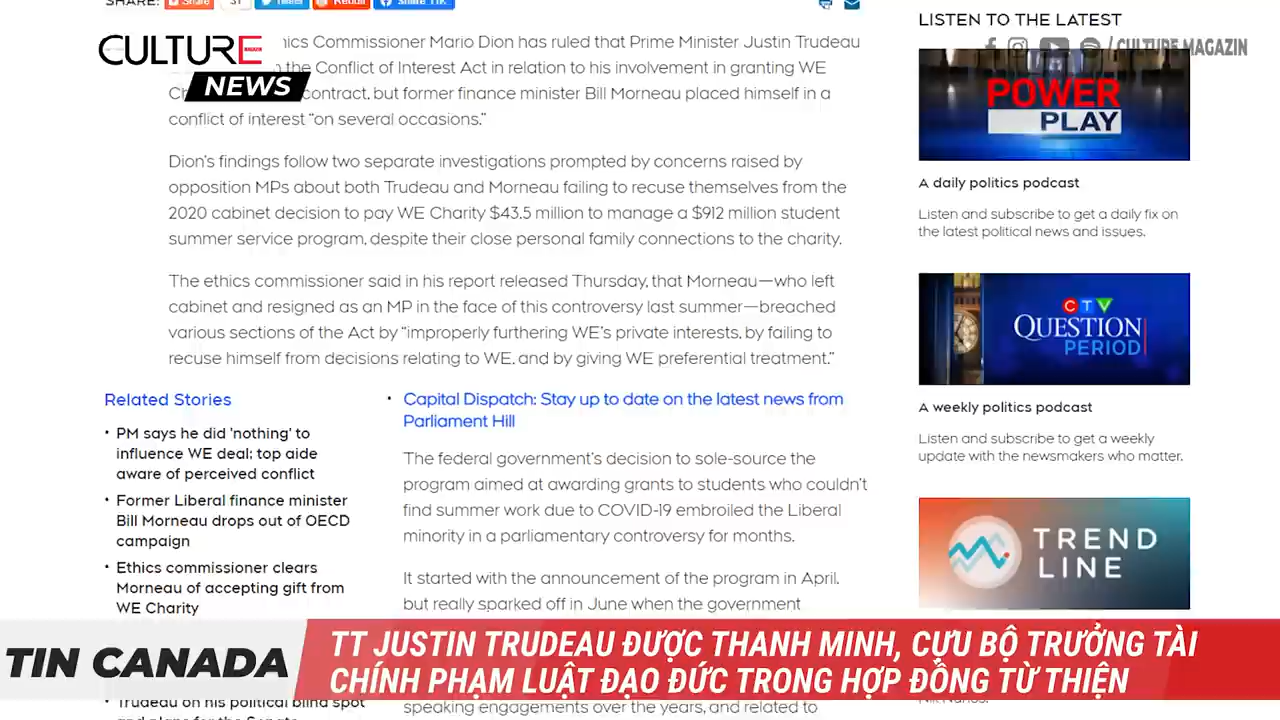 SHARE:
Share
31
Tweet
Reddit
Share 11K
LISTEN TO THE LATEST
/ CULTURE MAGAZIN
CULTURE
MAGAZINE
NEWS
Commissioner Mario Dion has ruled that Prime Minister Justin Trudeau
the Conflict of Interest Act in relation to his involvement in granting WE
contract, but former finance minister Bill Morneau placed himself in a
conflict of interest “on several occasions.”
Dion’s findings follow two separate investigations prompted by concerns raised by
opposition MPs about both Trudeau and Morneau failing to recuse themselves from the
2020 cabinet decision to pay WE Charity $43.5 million to manage a $912 million student
summer service program, despite their close personal family connections to the charity.
The ethics commissioner said in his report released Thursday, that Morneau—who left
cabinet and resigned as an MP in the face of this controversy last summer—breached
various sections of the Act by “improperly furthering WE’s private interests, by failing to
recuse himself from decisions relating to WE, and by giving WE preferential treatment.”
Related Stories
• PM says he did 'nothing' to
influence WE deal; top aide
aware of perceived conflict
• Former Liberal finance minister
Bill Morneau drops out of OECD
campaign
• Ethics commissioner clears
Morneau of accepting gift from
WE Charity
Trudeau on his political blind spot
• Capital Dispatch: Stay up to date on the latest news from
Parliament Hill
The federal government’s decision to sole-source the
program aimed at awarding grants to students who couldn’t
find summer work due to COVID-19 embroiled the Liberal
minority in a parliamentary controversy for months.
It started with the announcement of the program in April,
but really sparked off in June when the government
speaking engagements over the years, and related to
POWER
PLAY
A daily politics podcast
Listen and subscribe to get a daily fix on
the latest political news and issues.
CTV
QUESTION
PERIOD
A weekly politics podcast
Listen and subscribe to get a weekly
update with the newsmakers who matter.
TREND
LINE
TIN CANADA
TT JUSTIN TRUDEAU ĐƯỢC THANH MINH, CỰU BỘ TRƯỞNG TÀI
CHÍNH PHẠM LUẬT ĐẠO ĐỨC TRONG HỢP ĐỒNG TỪ THIỆN